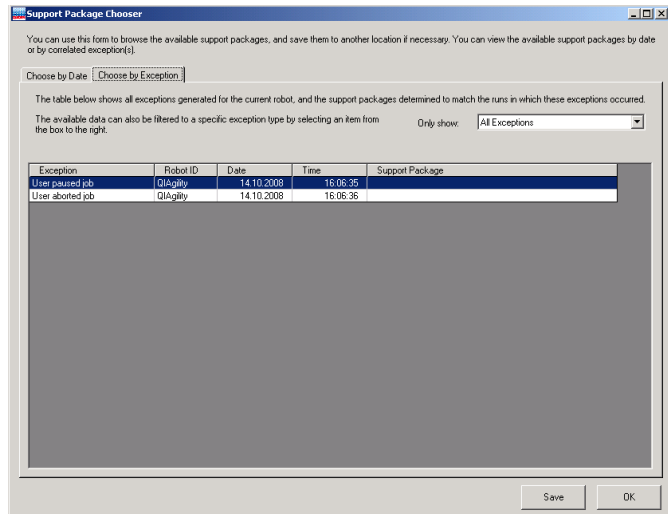 Support Package Chooser
You can use this form to browse the available support packages, and save them to another location if necessary. You can view the available support packages by date
or by correlated exception(s).
Choose by Date Choose by Exception
The table below shows all exceptions generated for the current robot, and the support packages determined to match the runs in which these exceptions occurred.
The available data can also be filtered to a specific exception type by selecting an item from
the box to the right.
Only show: All Exceptions
Exception Robot ID Date Time Support Package
User paused job QIAgility 14.10.2008 16:06:35
User aborted job QIAgility 14.10.2008 16:06:36
Save OK